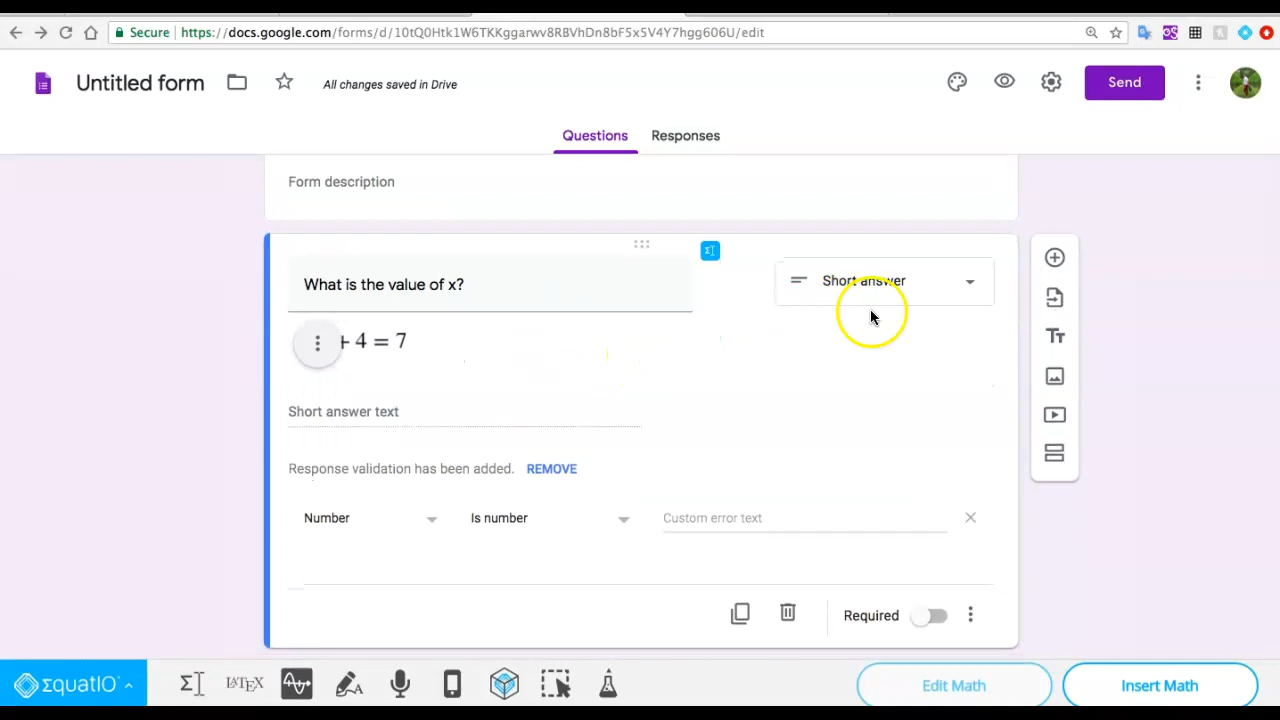 Secure https://docs.google.com/forms/d/10tQ0Htk1W6TKKggarwv8RBVhDn8bF5x5V4Y7hgg606U/edit
Untitled form All changes saved in Drive Send
Questions Responses
Form description
What is the value of x? Short answer
+ 4 = 7
Short answer text
Response validation has been added. REMOVE
Number Is number Custom error text
Required
ΣquatIO LATEX Edit Math Insert Math